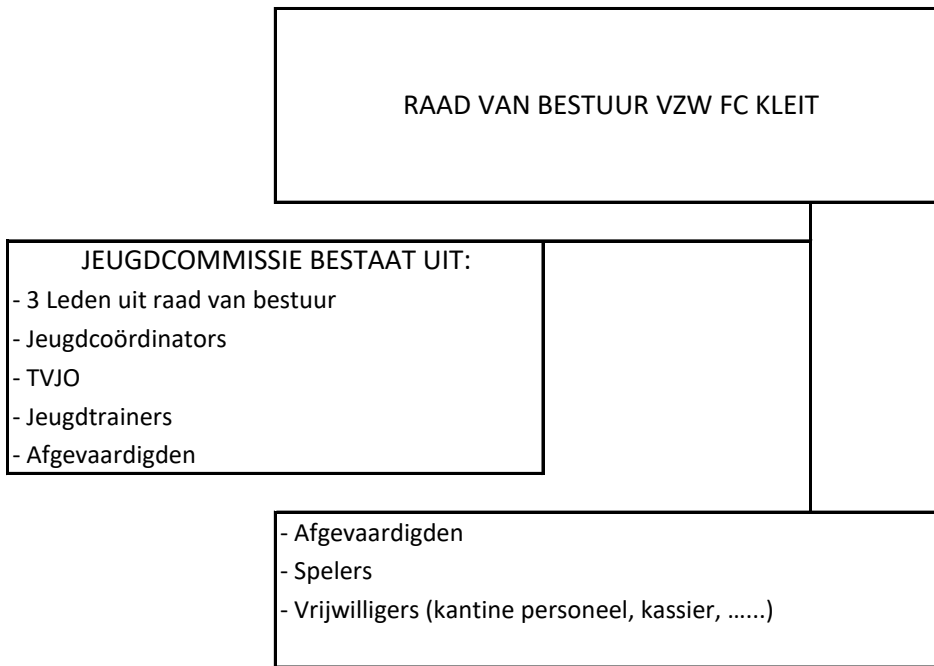 RAAD VAN BESTUUR VZW FC KLEIT
JEUGDCOMMISSIE BESTAAT UIT:
- 3 Leden uit raad van bestuur
- Jeugdcoördinators
- TVJO
- Jeugdtrainers
- Afgevaardigden
- Afgevaardigden
- Spelers
- Vrijwilligers (kantine personeel, kassier, …...)